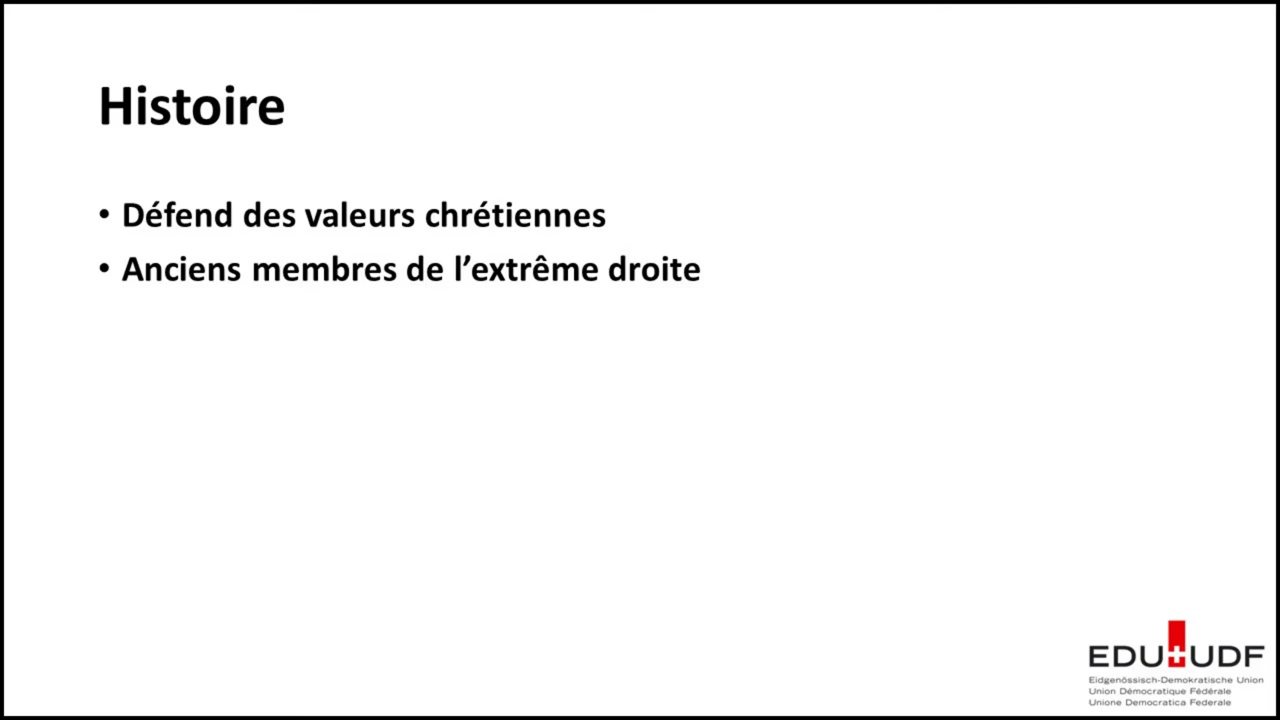 Histoire
• Défend des valeurs chrétiennes
• Anciens membres de l’extrême droite
EDU+UDF
Eidgenössisch-Demokratische Union
Union Démocratique Fédérale
Unione Democratica Federale